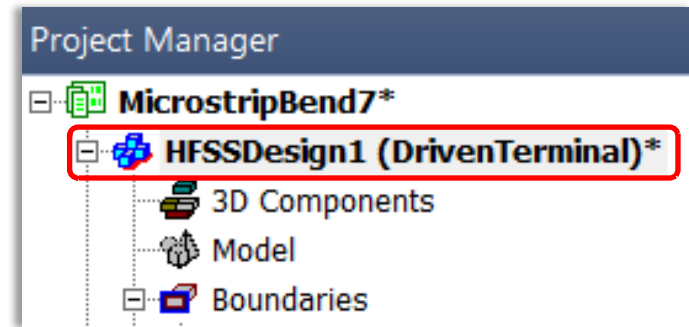 Project Manager
MicrostripBend7*
HFSSDesign1 (DrivenTerminal)*
3D Components
Model
Boundaries